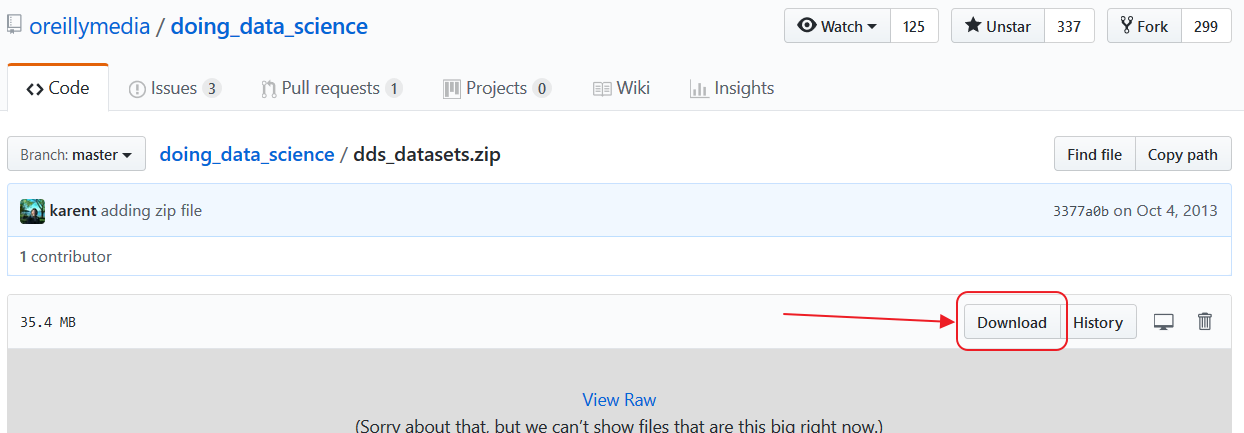 oreillymedia / doing_data_science Watch 125 Unstar 337 Fork 299
Code Issues 3 Pull requests 1 Projects 0 Wiki Insights
Branch: master doing_data_science / dds_datasets.zip Find file Copy path
karent adding zip file 3377a0b on Oct 4, 2013
1 contributor
35.4 MB Download History
View Raw
(Sorry about that, but we can't show files that are this big right now.)